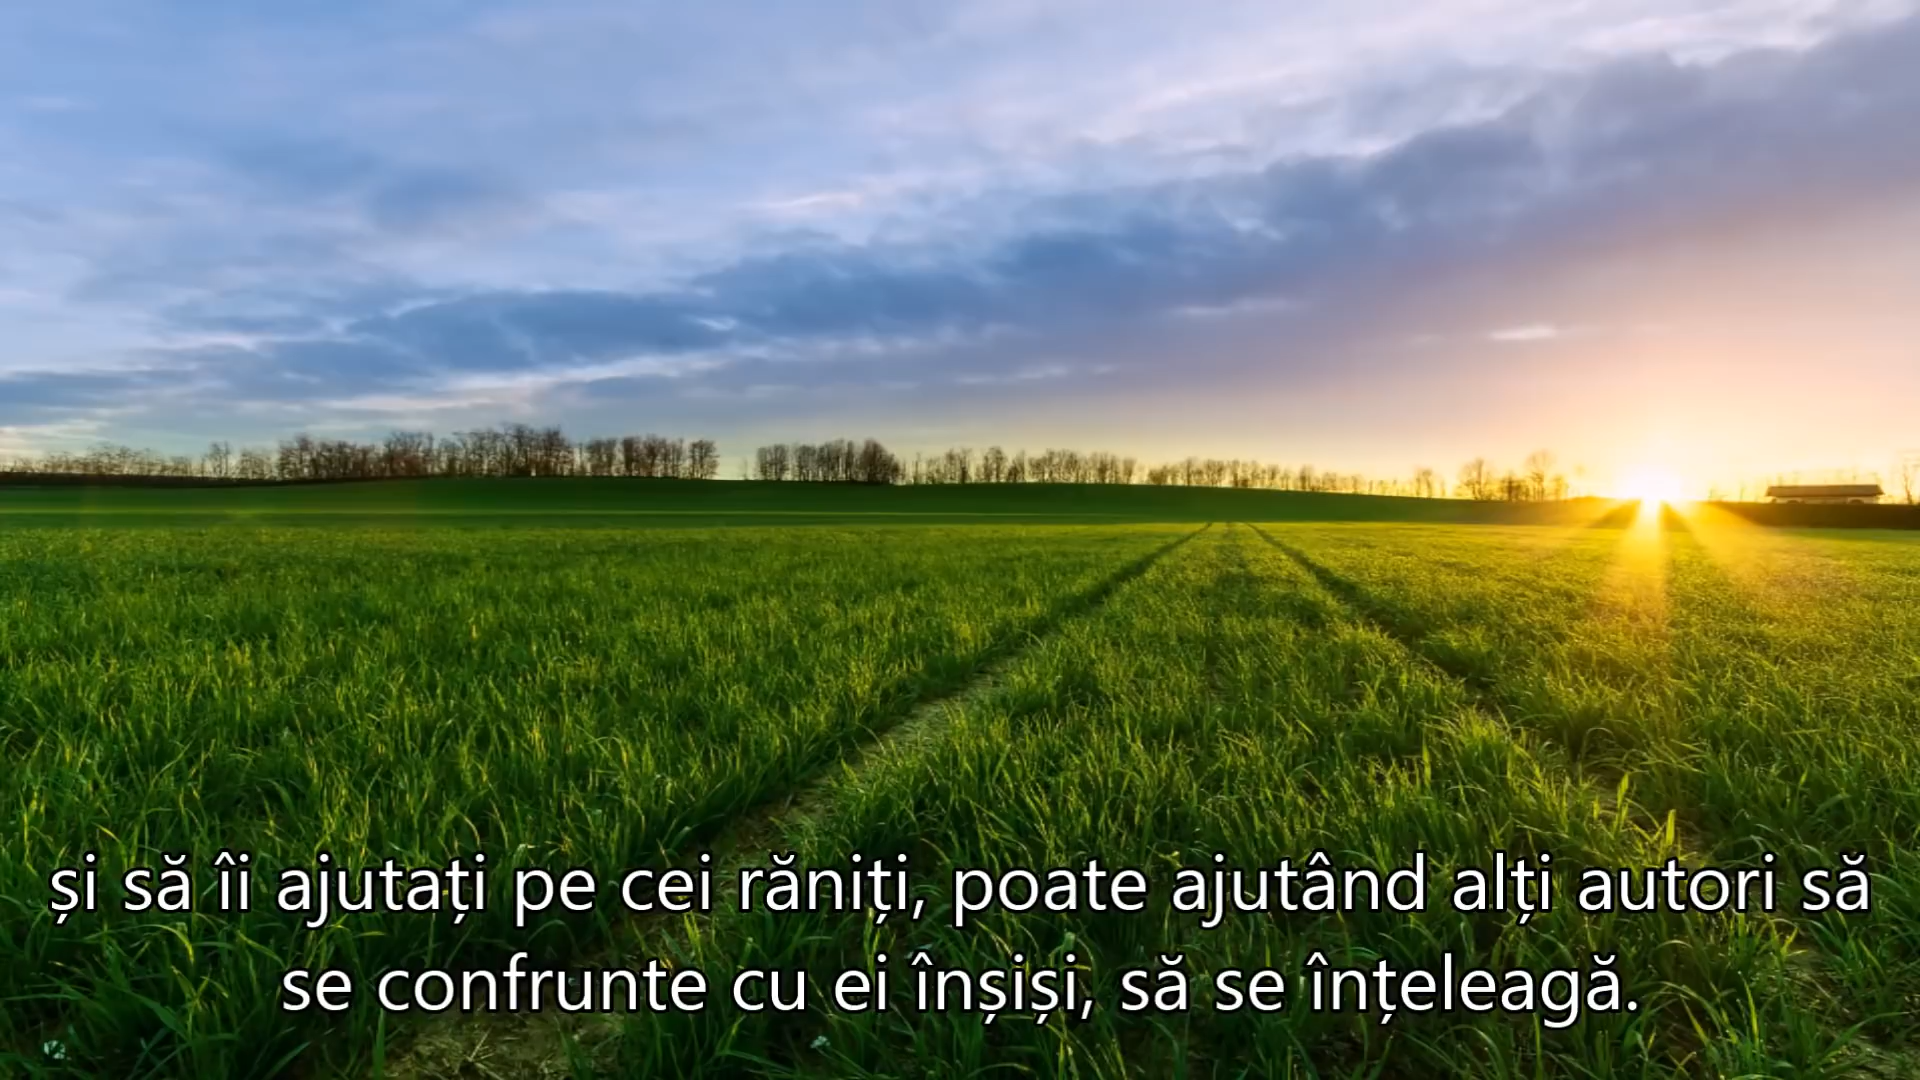 și să îi ajutați pe cei răniți, poate ajutând alți autori să
se confrunte cu ei înșiși, să se înțeleagă.